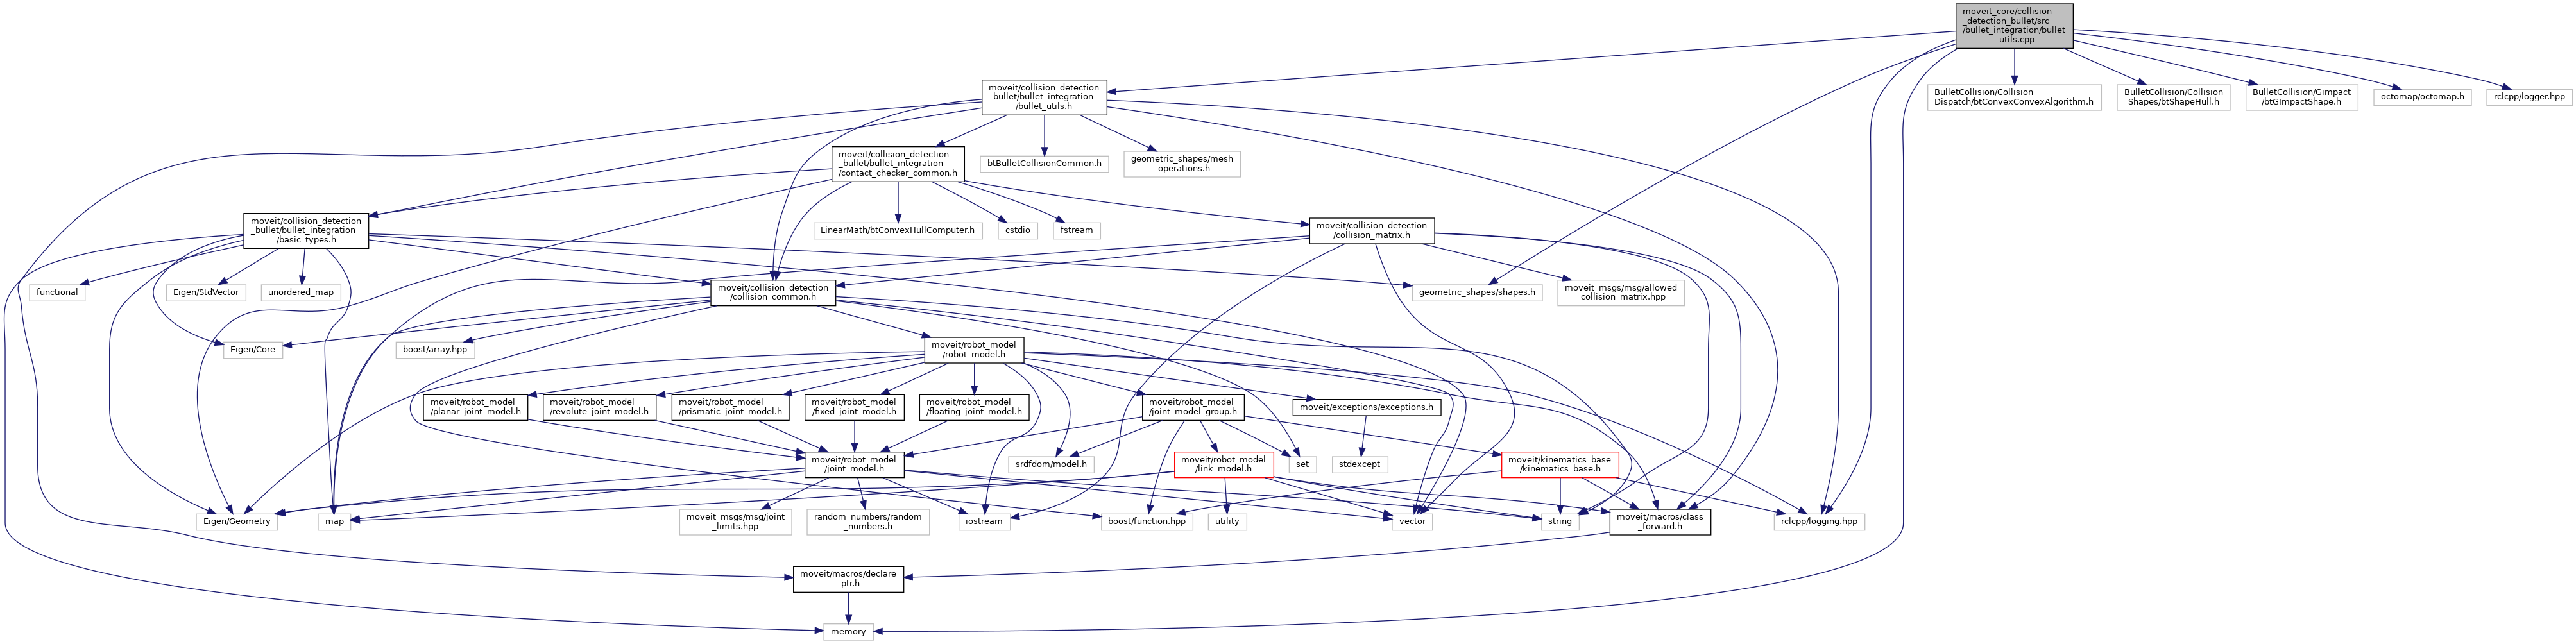 moveit_core/collision
_detection_bullet/src
/bullet_integration/bullet
_utils.cpp
moveit/collision_detection
_bullet/bullet_integration
/bullet_utils.h
BulletCollision/Collision
Dispatch/btConvexConvexAlgorithm.h
BulletCollision/Collision
Shapes/btShapeHull.h
BulletCollision/Gimpact
/btGImpactShape.h
octomap/octomap.h
rclcpp/logger.hpp
moveit/collision_detection
_bullet/bullet_integration
/contact_checker_common.h
btBulletCollisionCommon.h
geometric_shapes/mesh
_operations.h
moveit/collision_detection
_bullet/bullet_integration
/basic_types.h
LinearMath/btConvexHullComputer.h
cstdio
fstream
moveit/collision_detection
/collision_matrix.h
functional
Eigen/StdVector
unordered_map
moveit/collision_detection
/collision_common.h
geometric_shapes/shapes.h
moveit_msgs/msg/allowed
_collision_matrix.hpp
Eigen/Core
boost/array.hpp
moveit/robot_model
/robot_model.h
moveit/robot_model
/planar_joint_model.h
moveit/robot_model
/revolute_joint_model.h
moveit/robot_model
/prismatic_joint_model.h
moveit/robot_model
/fixed_joint_model.h
moveit/robot_model
/floating_joint_model.h
moveit/robot_model
/joint_model_group.h
moveit/exceptions/exceptions.h
moveit/robot_model
/joint_model.h
srdfdom/model.h
moveit/robot_model
/link_model.h
set
stdexcept
moveit/kinematics_base
/kinematics_base.h
Eigen/Geometry
map
moveit_msgs/msg/joint
_limits.hpp
random_numbers/random
_numbers.h
iostream
boost/function.hpp
utility
vector
string
moveit/macros/class
_forward.h
rclcpp/logging.hpp
moveit/macros/declare
_ptr.h
memory